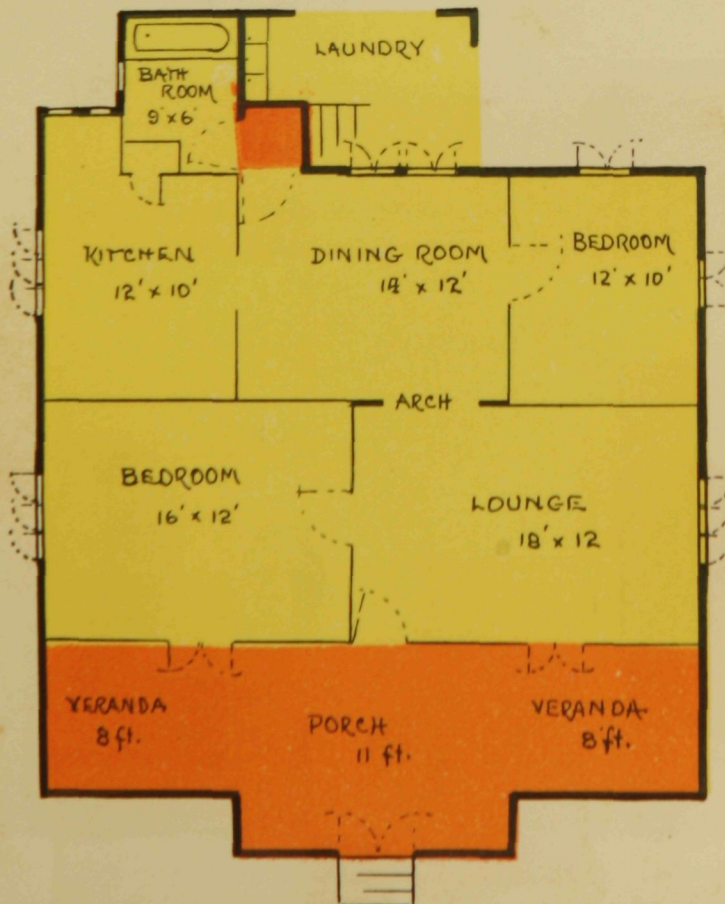 LAUNDRY
BATH
ROOM
9' x 6'
KITCHEN
12' x 10'
DINING ROOM
14' x 12'
BEDROOM
12' x 10'
ARCH
BEDROOM
16' x 12'
LOUNGE
18' x 12
VERANDA
8 ft.
PORCH
11 ft.
VERANDA
8 ft.